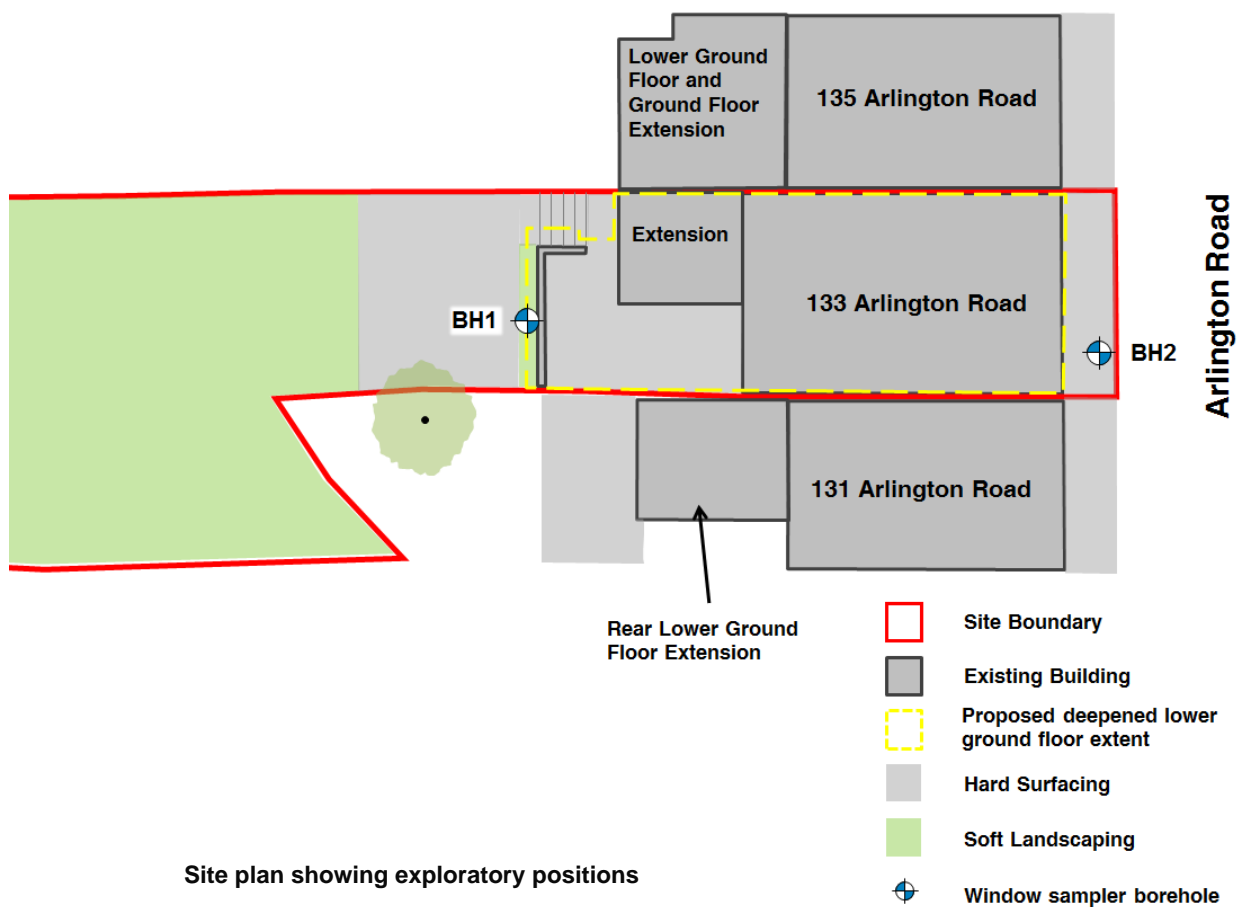 Lower Ground
Floor and
Ground Floor
Extension
135 Arlington Road
Extension
133 Arlington Road
BH1
BH2
Arlington Road
131 Arlington Road
Rear Lower Ground
Floor Extension
Site Boundary
Existing Building
Proposed deepened lower
ground floor extent
Hard Surfacing
Soft Landscaping
Window sampler borehole
Site plan showing exploratory positions